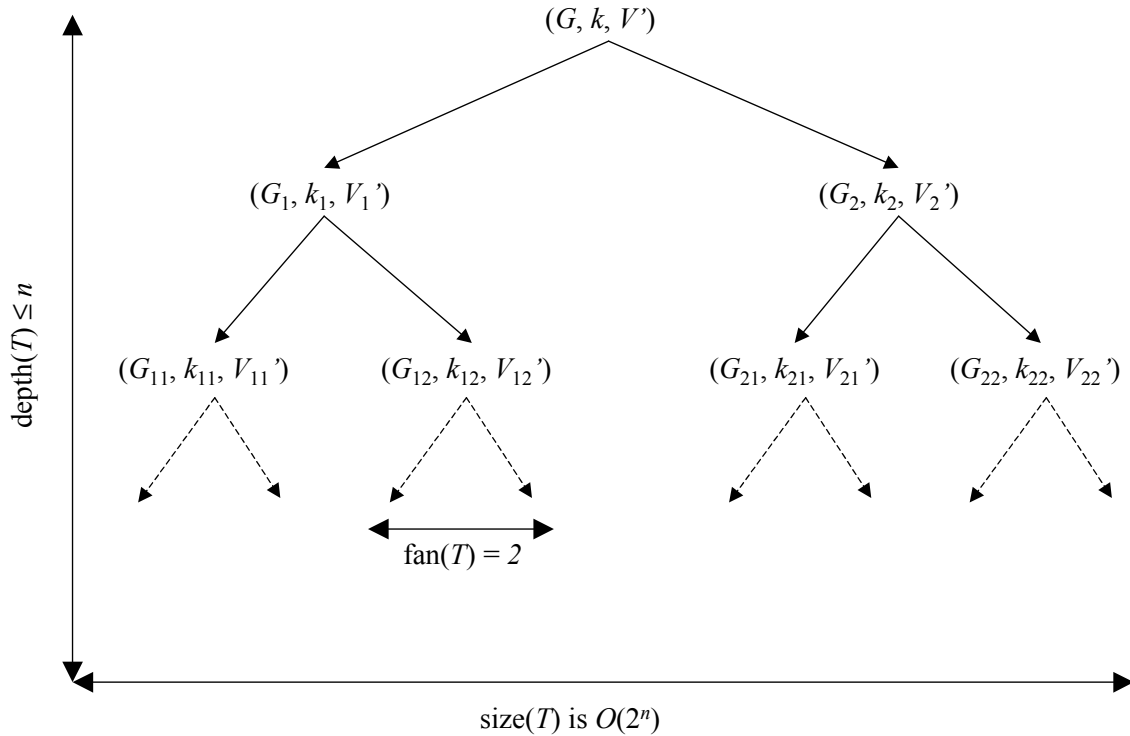 (G, k, V’)
(G₁, k₁, V₁’) (G₂, k₂, V₂’)
depth(T) ≤ n
(G₁₁, k₁₁, V₁₁’) (G₁₂, k₁₂, V₁₂’) (G₂₁, k₂₁, V₂₁’) (G₂₂, k₂₂, V₂₂’)
fan(T) = 2
size(T) is O(2ⁿ)